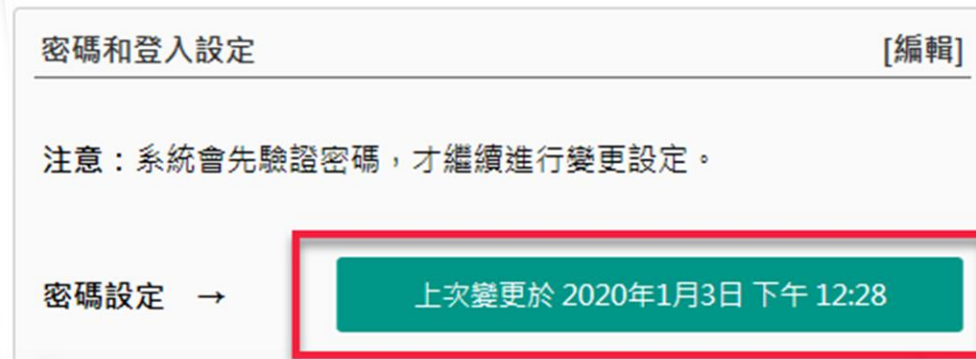 密碼和登入設定 [編輯]
注意：系統會先驗證密碼，才繼續進行變更設定。
密碼設定 → 上次變更於 2020年1月3日 下午 12:28